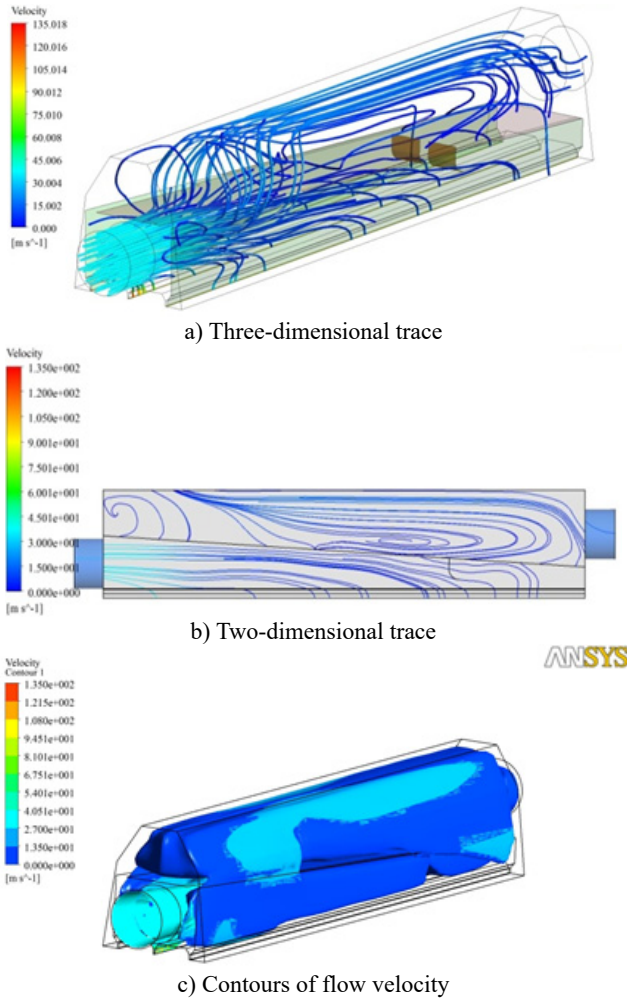 Velocity
135.018
120.016
105.014
90.012
75.010
60.008
45.006
30.004
15.002
0.000
[m s^-1]
a) Three-dimensional trace
Velocity
1.350e+002
1.200e+002
1.050e+002
9.001e+001
7.501e+001
6.001e+001
4.501e+001
3.000e+001
1.500e+001
0.000e+000
[m s^-1]
b) Two-dimensional trace
ANSYS
Velocity
Contour 1
1.350e+002
1.215e+002
1.080e+002
9.451e+001
8.101e+001
6.751e+001
5.401e+001
4.051e+001
2.700e+001
1.350e+001
0.000e+000
[m s^-1]
c) Contours of flow velocity